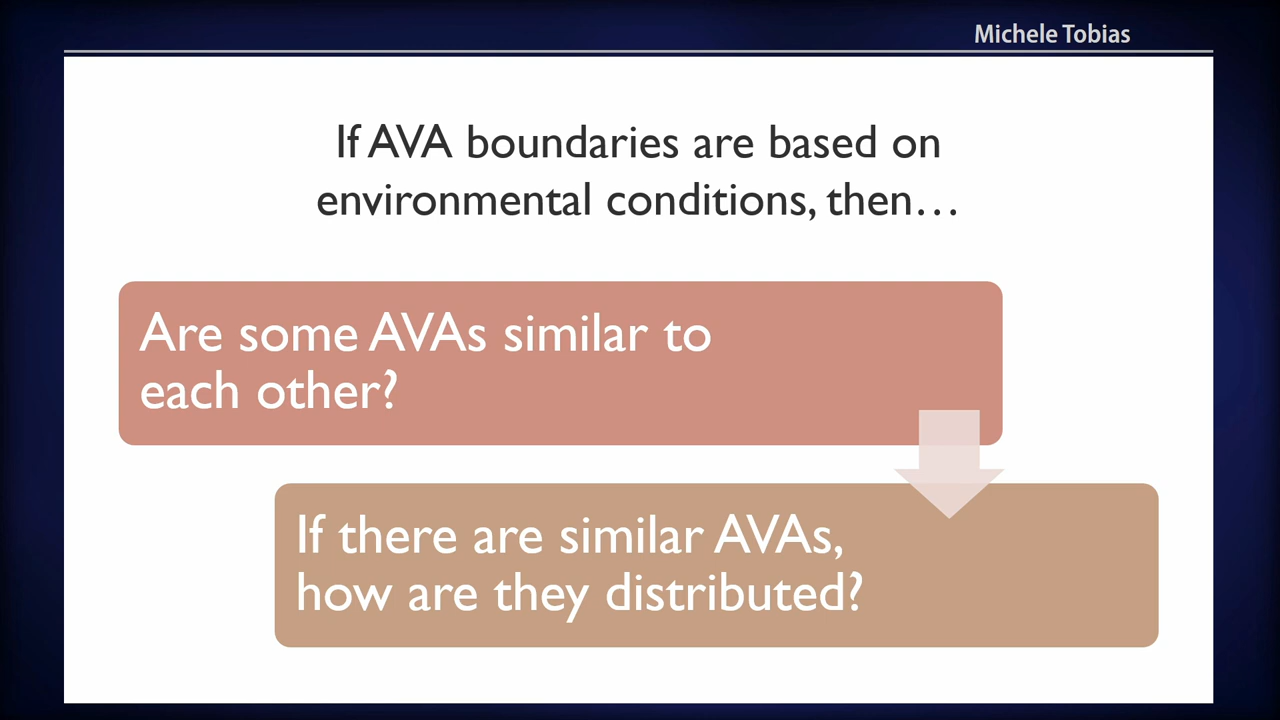 Michele Tobias
If AVA boundaries are based on
environmental conditions, then…
Are some AVAs similar to
each other?
If there are similar AVAs,
how are they distributed?